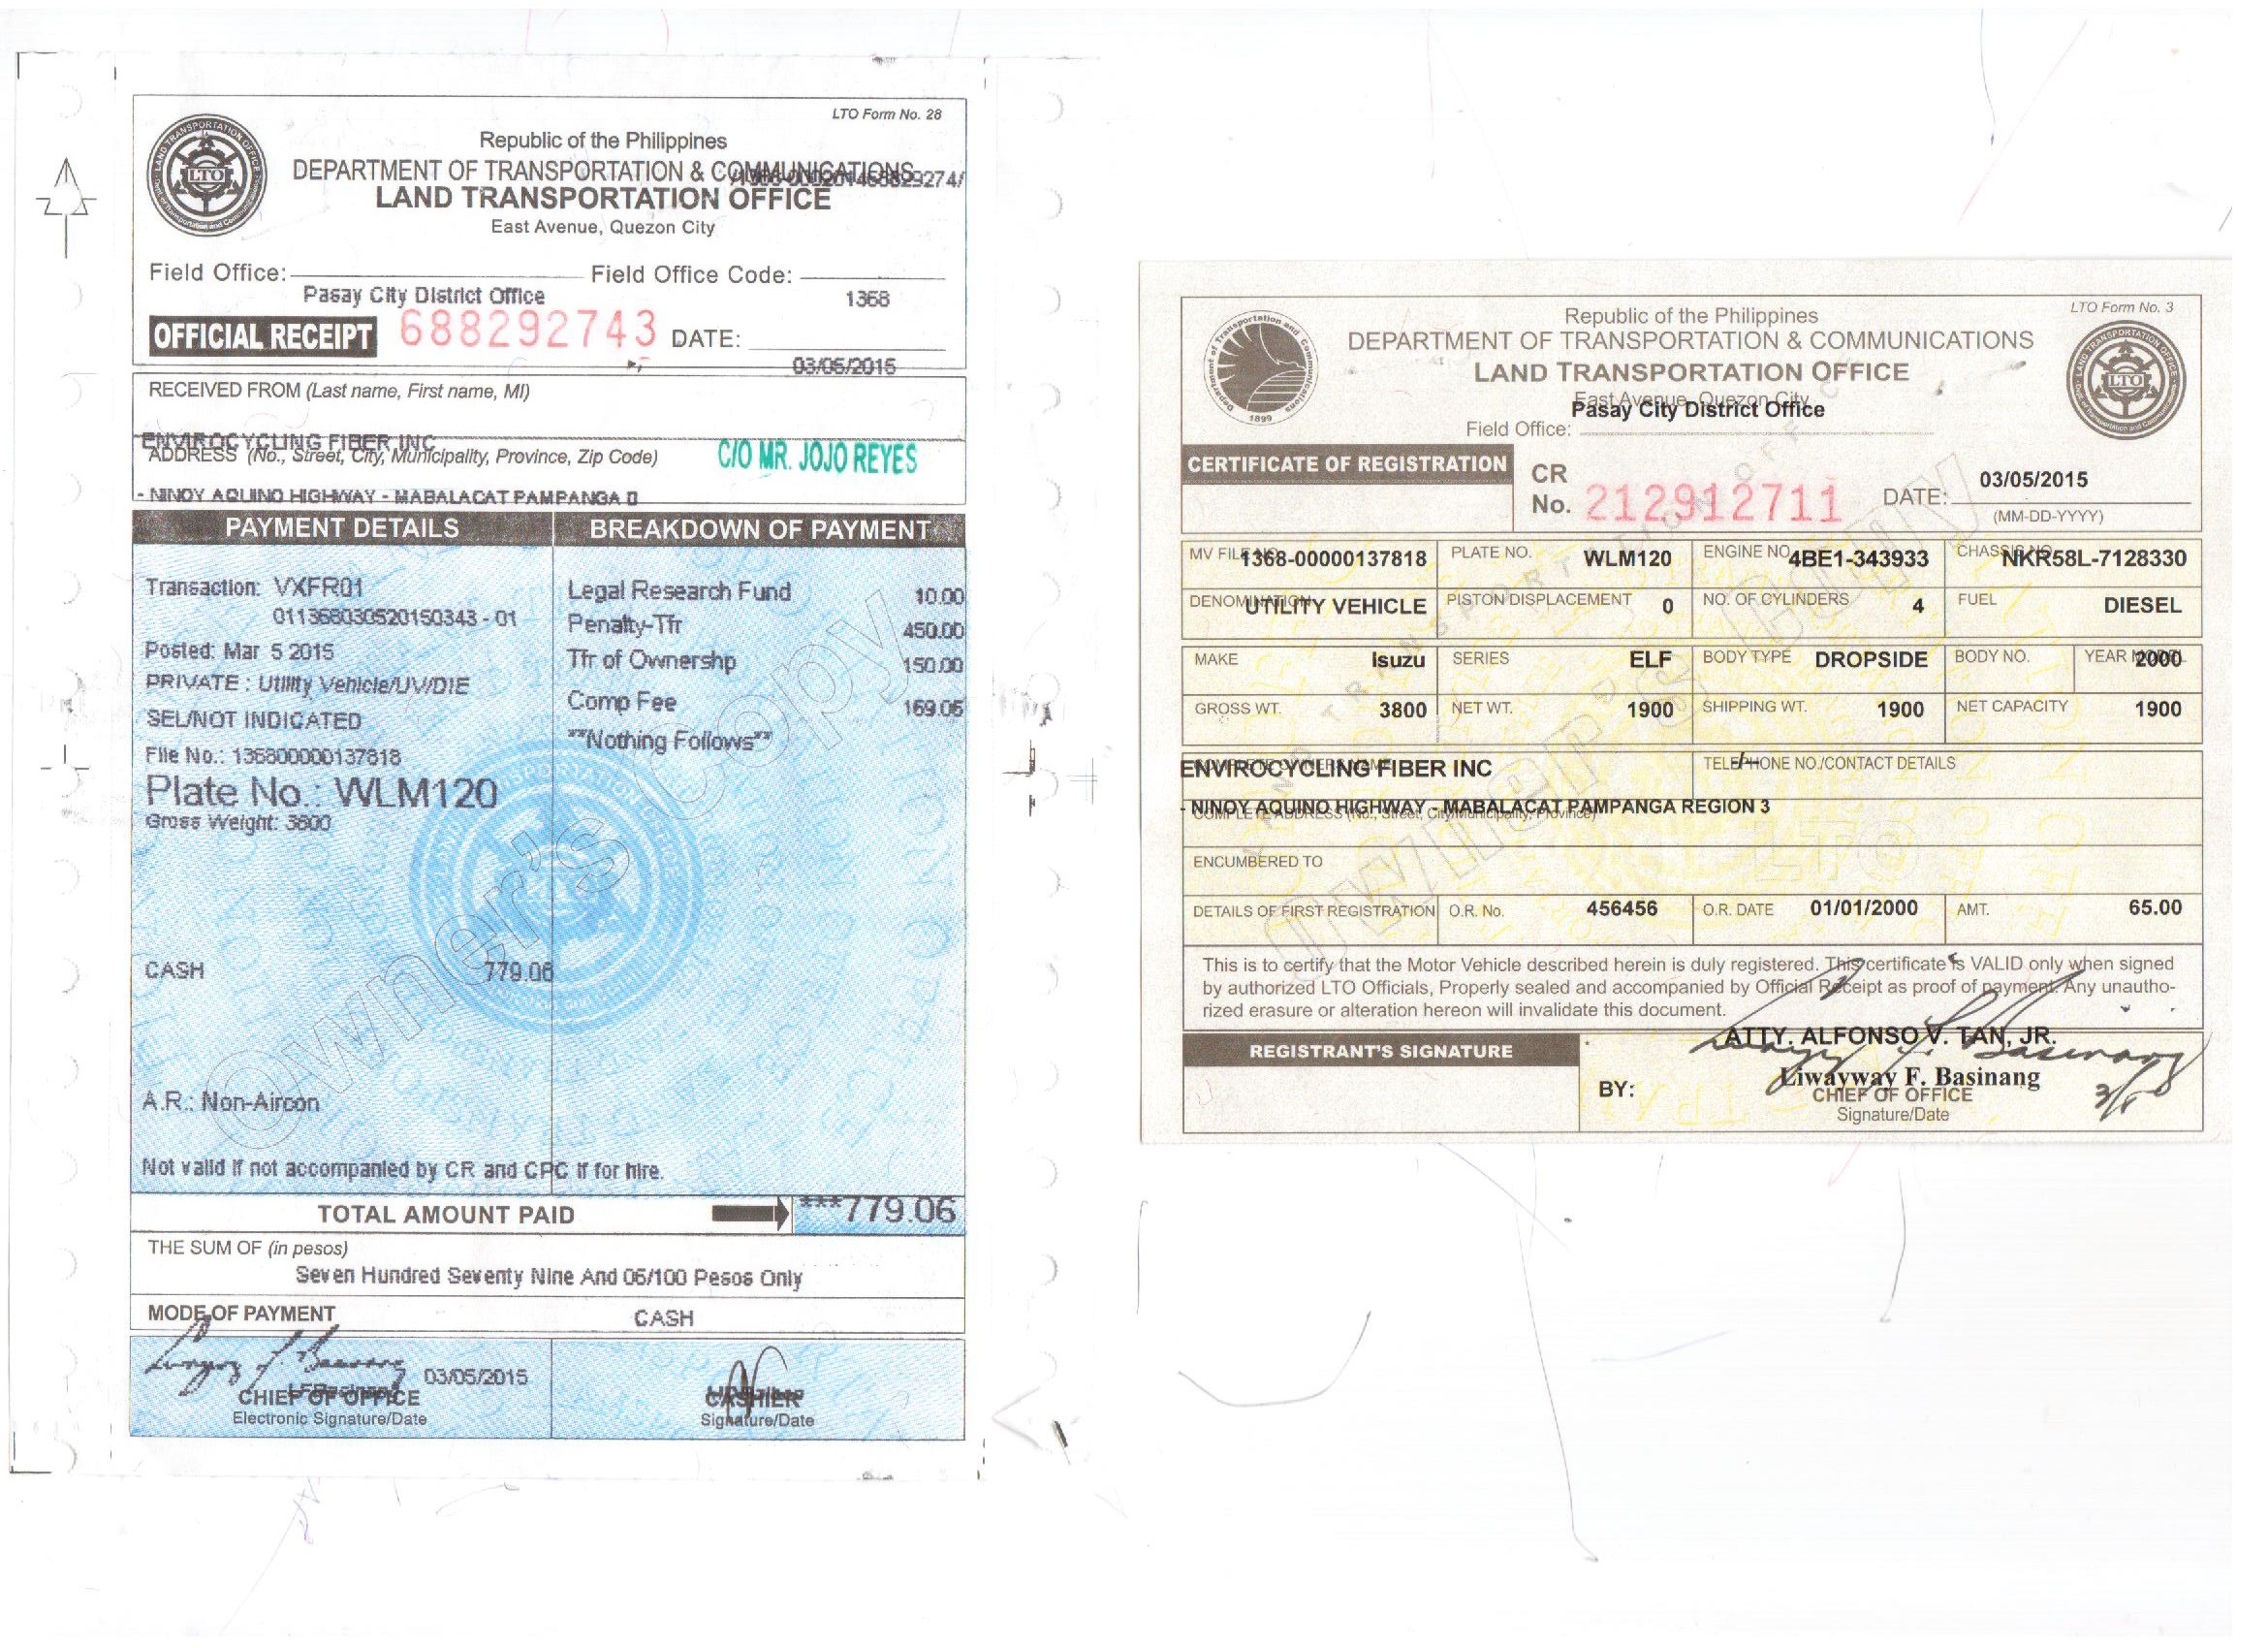 LTO Form No. 28
Republic of the Philippines
DEPARTMENT OF TRANSPORTATION & COMMUNICATIONS
LAND TRANSPORTATION OFFICE
East Avenue, Quezon City
Field Office: Field Office Code:
Pasay City District Office 1368
OFFICIAL RECEIPT 688292743 DATE:
03/05/2015
RECEIVED FROM (Last name, First name, MI)
ENVIROCYCLING FIBER INC
ADDRESS (No., Street, City, Municipality, Province, Zip Code) C/O MR. JOJO REYES
- NINOY AQUINO HIGHWAY - MABALACAT PAMPANGA
PAYMENT DETAILS BREAKDOWN OF PAYMENT
Transaction: VXFR01 Legal Research Fund 10.00
011368030520150343 - 01 Penalty-Tfr 450.00
Posted: Mar 5 2015 Tfr of Ownershp 150.00
PRIVATE : Utility Vehicle/UV/DIE Comp Fee 169.06
SEL/NOT INDICATED **Nothing Follows**
File No.: 136800000137818
Plate No.: WLM120
Gross Weight: 3800
Owner's Copy
CASH 779.06
A.R.: Non-Aircon
Not valid if not accompanied by CR and CPC if for hire.
TOTAL AMOUNT PAID ***779.06
THE SUM OF (in pesos)
Seven Hundred Seventy Nine And 06/100 Pesos Only
MODE OF PAYMENT CASH
03/05/2015
LFBasinang
CHIEF OF OFFICE CASHIER
Electronic Signature/Date Signature/Date
LTO Form No. 3
Republic of the Philippines
DEPARTMENT OF TRANSPORTATION & COMMUNICATIONS
LAND TRANSPORTATION OFFICE
East Avenue, Quezon City
Pasay City District Office
Field Office:
CERTIFICATE OF REGISTRATION CR No. 212912711 DATE: 03/05/2015
(MM-DD-YYYY)
MV FILE NO. 1368-00000137818 PLATE NO. WLM120 ENGINE NO. 4BE1-343933 CHASSIS NO. NKR58L-7128330
DENOMINATION UTILITY VEHICLE PISTON DISPLACEMENT 0 NO. OF CYLINDERS 4 FUEL DIESEL
MAKE Isuzu SERIES ELF BODY TYPE DROPSIDE BODY NO. YEAR MODEL 2000
GROSS WT. 3800 NET WT. 1900 SHIPPING WT. 1900 NET CAPACITY 1900
COMPLETE OWNER'S NAME TELEPHONE NO./CONTACT DETAILS
ENVIROCYCLING FIBER INC
- NINOY AQUINO HIGHWAY - MABALACAT PAMPANGA REGION 3
COMPLETE ADDRESS (No., Street, City/Municipality, Province)
ENCUMBERED TO
DETAILS OF FIRST REGISTRATION O.R. No. 456456 O.R. DATE 01/01/2000 AMT. 65.00
This is to certify that the Motor Vehicle described herein is duly registered. This certificate is VALID only when signed
by authorized LTO Officials, Properly sealed and accompanied by Official Receipt as proof of payment. Any unautho-
rized erasure or alteration hereon will invalidate this document.
REGISTRANT'S SIGNATURE ATTY. ALFONSO V. TAN, JR.
BY: Liwayway F. Basinang
CHIEF OF OFFICE
Signature/Date
Owner's Copy